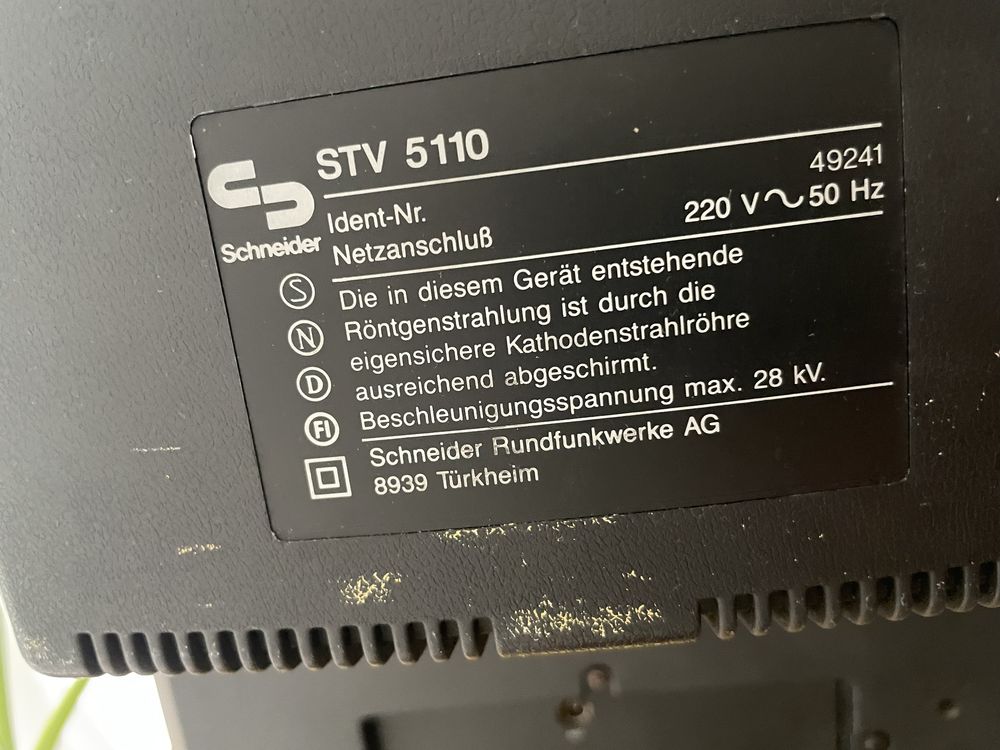 STV 5110
Schneider
Ident-Nr. 49241
Netzanschluß 220 V ~ 50 Hz
S
Die in diesem Gerät entstehende
N
Röntgenstrahlung ist durch die
eigensichere Kathodenstrahlröhre
D
ausreichend abgeschirmt.
FI
Beschleunigungsspannung max. 28 kV.
Schneider Rundfunkwerke AG
8939 Türkheim